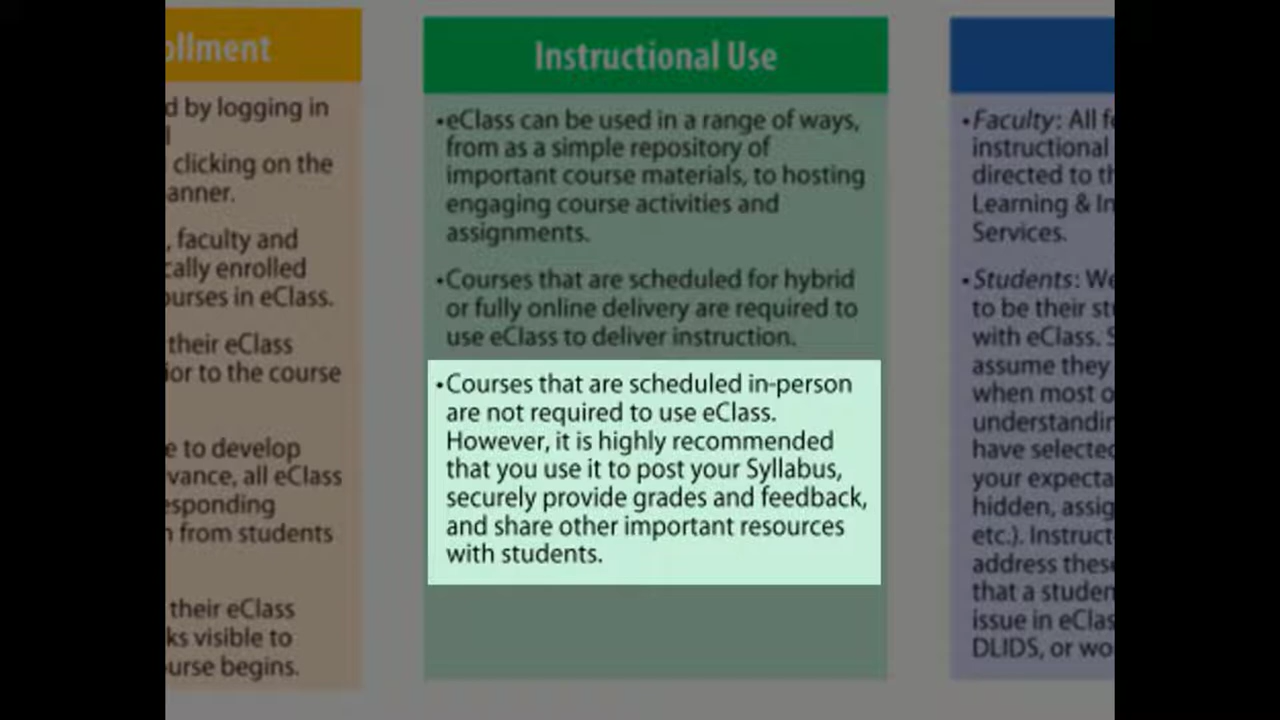 ollment
d by logging in
clicking on the
anner.
, faculty and
cally enrolled
ourses in eClass.
their eClass
ior to the course
e to develop
vance, all eClass
sponding
from students
their eClass
ks visible to
ourse begins.
Instructional Use
•eClass can be used in a range of ways,
from as a simple repository of
important course materials, to hosting
engaging course activities and
assignments.
•Courses that are scheduled for hybrid
or fully online delivery are required to
use eClass to deliver instruction.
•Courses that are scheduled in-person
are not required to use eClass.
However, it is highly recommended
that you use it to post your Syllabus,
securely provide grades and feedback,
and share other important resources
with students.
•Faculty: All f
instructional
directed to th
Learning & In
Services.
•Students: We
to be their st
with eClass. S
assume they
when most o
understandin
have selected
your expecta
hidden, assig
etc.). Instruct
address these
that a studen
issue in eClas
DLIDS, or wo